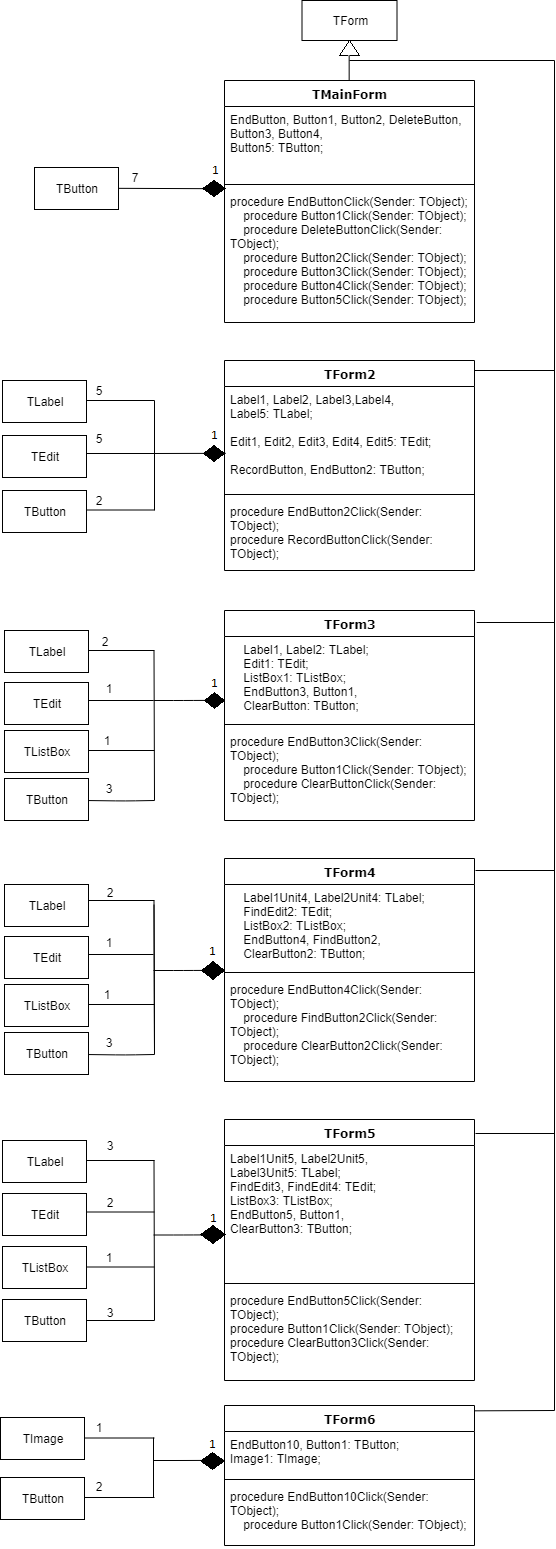 TForm
TMainForm
EndButton, Button1, Button2, DeleteButton,
Button3, Button4,
Button5: TButton;
TButton
7
1
procedure EndButtonClick(Sender: TObject);
procedure Button1Click(Sender: TObject);
procedure DeleteButtonClick(Sender:
TObject);
procedure Button2Click(Sender: TObject);
procedure Button3Click(Sender: TObject);
procedure Button4Click(Sender: TObject);
procedure Button5Click(Sender: TObject);
TForm2
TLabel
5
TEdit
5
TButton
2
1
Label1, Label2, Label3,Label4,
Label5: TLabel;
Edit1, Edit2, Edit3, Edit4, Edit5: TEdit;
RecordButton, EndButton2: TButton;
procedure EndButton2Click(Sender:
TObject);
procedure RecordButtonClick(Sender:
TObject);
TForm3
TLabel
2
TEdit
1
TListBox
1
TButton
3
1
Label1, Label2: TLabel;
Edit1: TEdit;
ListBox1: TListBox;
EndButton3, Button1,
ClearButton: TButton;
procedure EndButton3Click(Sender:
TObject);
procedure Button1Click(Sender: TObject);
procedure ClearButtonClick(Sender:
TObject);
TForm4
TLabel
2
TEdit
1
TListBox
1
TButton
3
1
Label1Unit4, Label2Unit4: TLabel;
FindEdit2: TEdit;
ListBox2: TListBox;
EndButton4, FindButton2,
ClearButton2: TButton;
procedure EndButton4Click(Sender:
TObject);
procedure FindButton2Click(Sender:
TObject);
procedure ClearButton2Click(Sender:
TObject);
TForm5
TLabel
3
TEdit
2
TListBox
1
TButton
3
1
Label1Unit5, Label2Unit5,
Label3Unit5: TLabel;
FindEdit3, FindEdit4: TEdit;
ListBox3: TListBox;
EndButton5, Button1,
ClearButton3: TButton;
procedure EndButton5Click(Sender:
TObject);
procedure Button1Click(Sender: TObject);
procedure ClearButton3Click(Sender:
TObject);
TForm6
TImage
1
TButton
2
1
EndButton10, Button1: TButton;
Image1: TImage;
procedure EndButton10Click(Sender:
TObject);
procedure Button1Click(Sender: TObject);